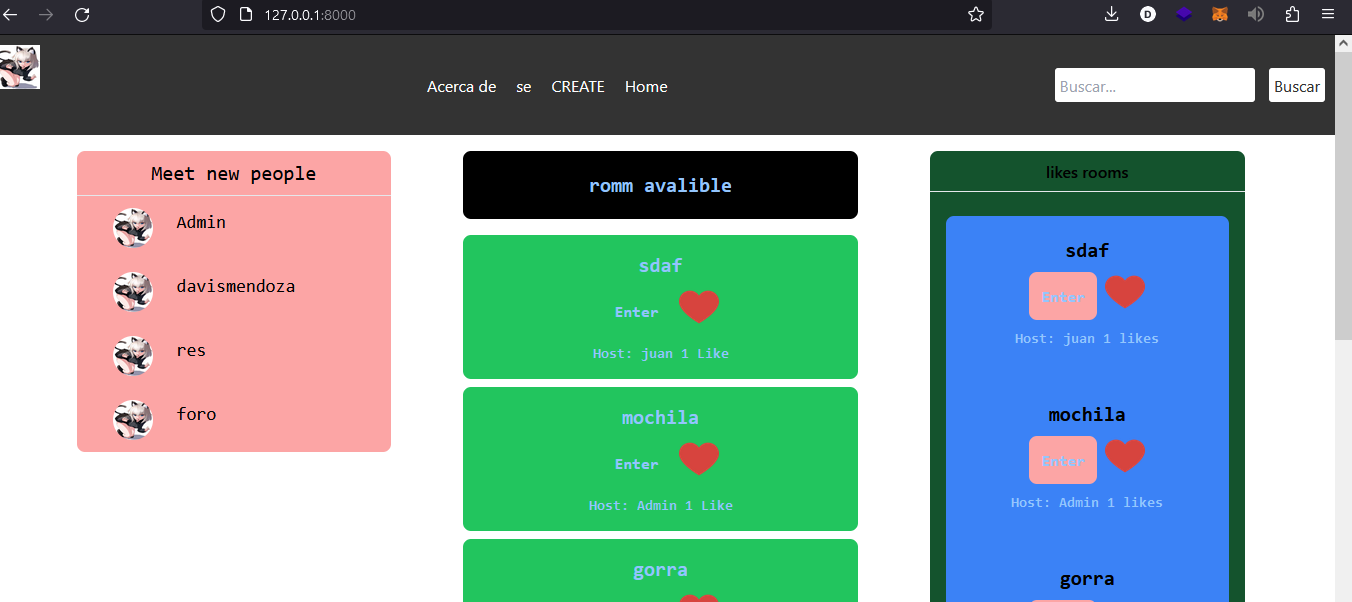 127.0.0.1:8000
D
Acerca de se CREATE Home
Buscar...
Buscar
Meet new people
Admin
davismendoza
res
foro
romm avalible
sdaf
Enter
Host: juan 1 Like
mochila
Enter
Host: Admin 1 Like
gorra
likes rooms
sdaf
Enter
Host: juan 1 likes
mochila
Enter
Host: Admin 1 likes
gorra